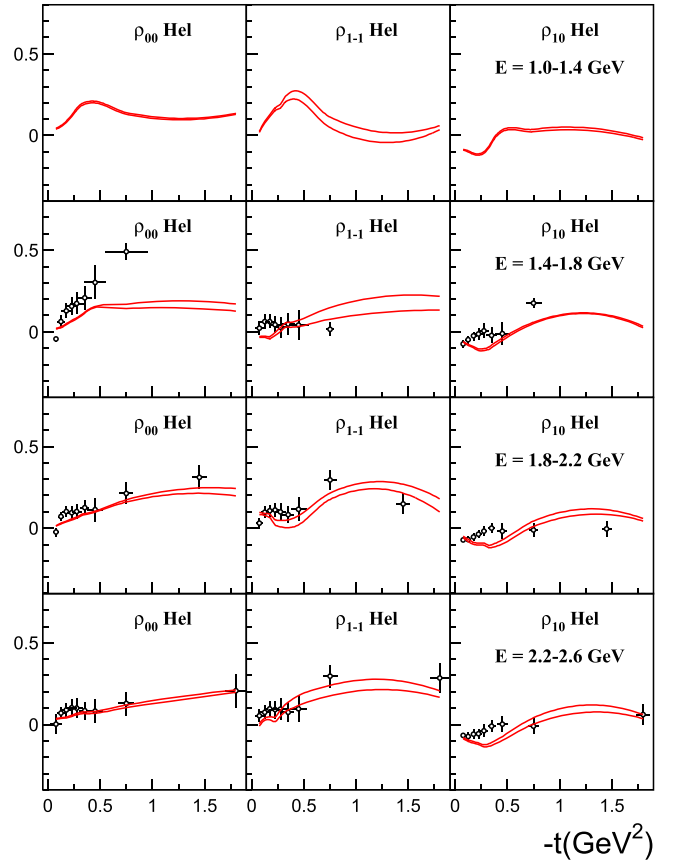 0.5
0
ρ00 Hel
ρ1-1 Hel
ρ10 Hel
E = 1.0-1.4 GeV
0.5
0
ρ00 Hel
ρ1-1 Hel
ρ10 Hel
E = 1.4-1.8 GeV
0.5
0
ρ00 Hel
ρ1-1 Hel
ρ10 Hel
E = 1.8-2.2 GeV
0.5
0
ρ00 Hel
ρ1-1 Hel
ρ10 Hel
E = 2.2-2.6 GeV
0 0.5 1 1.5 0 0.5 1 1.5 0 0.5 1 1.5
-t(GeV²)